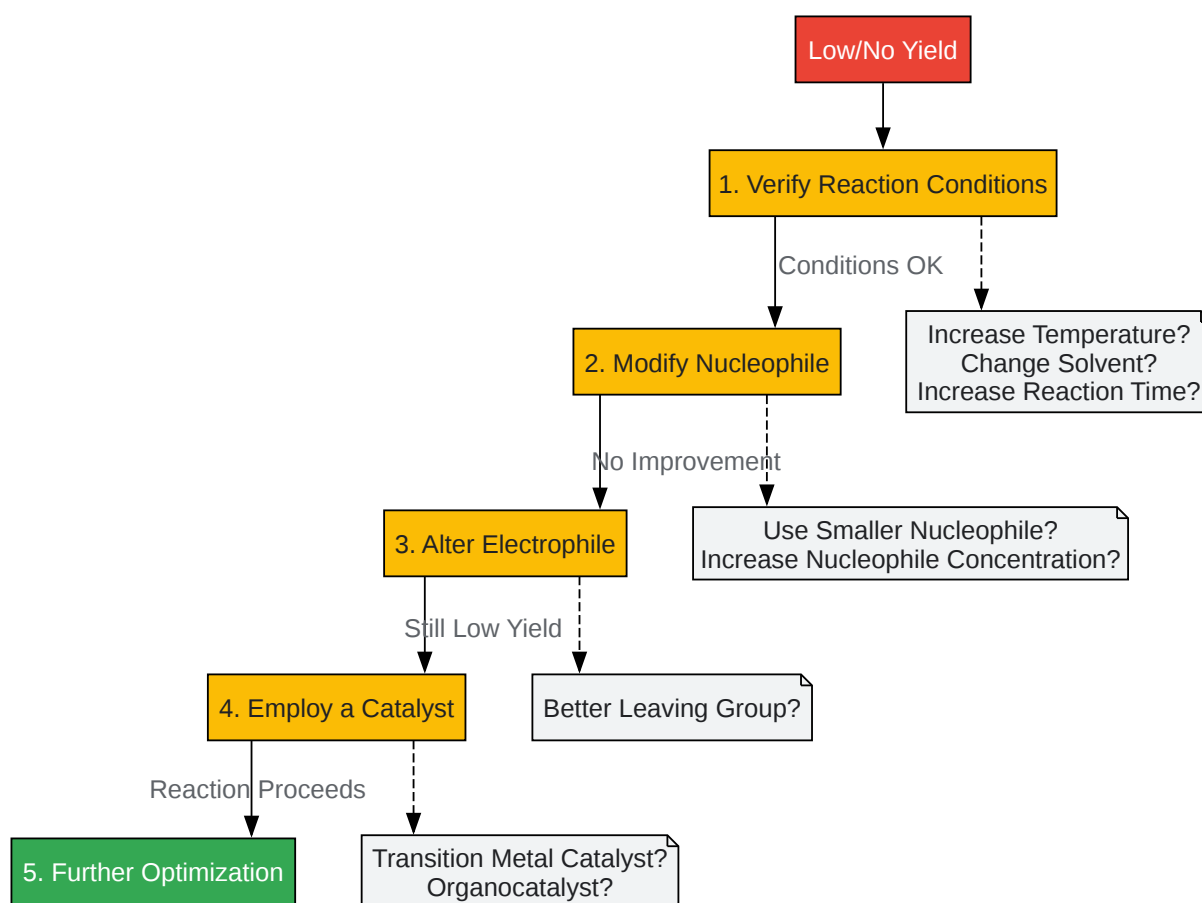 Low/No Yield
1. Verify Reaction Conditions
Conditions OK
Increase Temperature?
Change Solvent?
Increase Reaction Time?
2. Modify Nucleophile
No Improvement
Use Smaller Nucleophile?
Increase Nucleophile Concentration?
3. Alter Electrophile
Still Low Yield
Better Leaving Group?
4. Employ a Catalyst
Reaction Proceeds
Transition Metal Catalyst?
Organocatalyst?
5. Further Optimization